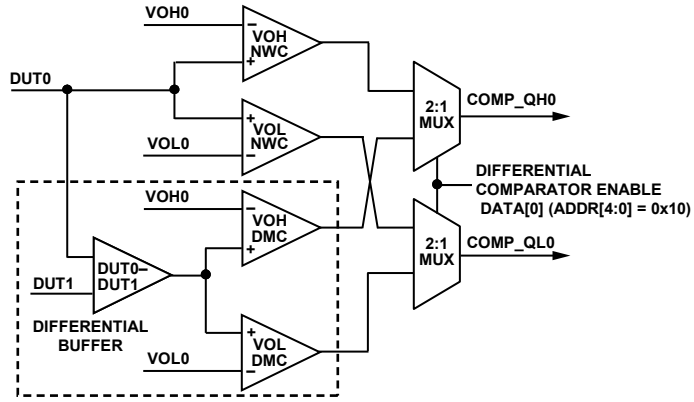 VOH0
−
VOH
NWC
+
DUT0
+
VOL
NWC
−
VOL0
2:1
MUX
COMP_QH0
DIFFERENTIAL
COMPARATOR ENABLE
DATA[0] (ADDR[4:0] = 0x10)
VOH0
−
VOH
DMC
+
2:1
MUX
COMP_QL0
DUT0–
DUT1
DUT1
DIFFERENTIAL
BUFFER
+
VOL
DMC
−
VOL0